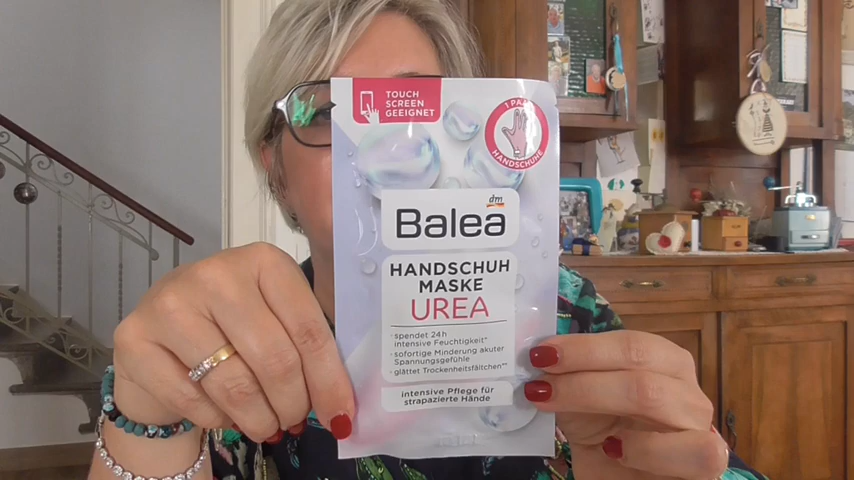 TOUCH
SCREEN
GEEIGNET
1 PAAR
HANDSCHUHE
dm
Balea
HANDSCHUH
MASKE
UREA
· spendet 24h
intensive Feuchtigkeit*
· sofortige Minderung akuter
Spannungsgefühle
· glättet Trockenheitsfältchen**
intensive Pflege für
strapazierte Hände